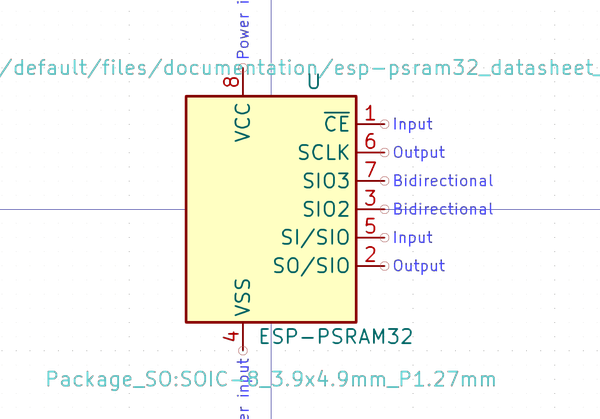 Power i
/default/files/documentation/esp-psram32_datasheet_
8
U
VCC
CE 1 Input
SCLK 6 Output
SIO3 7 Bidirectional
SIO2 3 Bidirectional
SI/SIO 5 Input
SO/SIO 2 Output
VSS
4
ESP-PSRAM32
er input
Package_SO:SOIC-8_3.9x4.9mm_P1.27mm